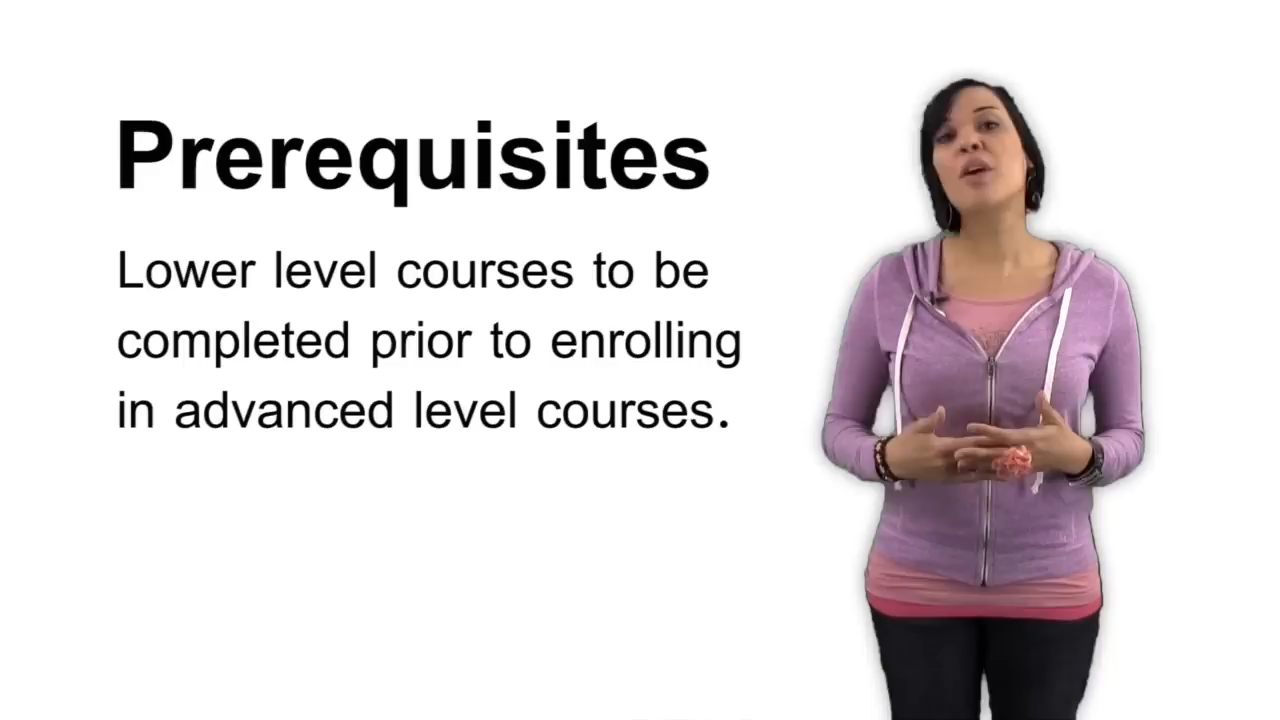 Prerequisites
Lower level courses to be
completed prior to enrolling
in advanced level courses.